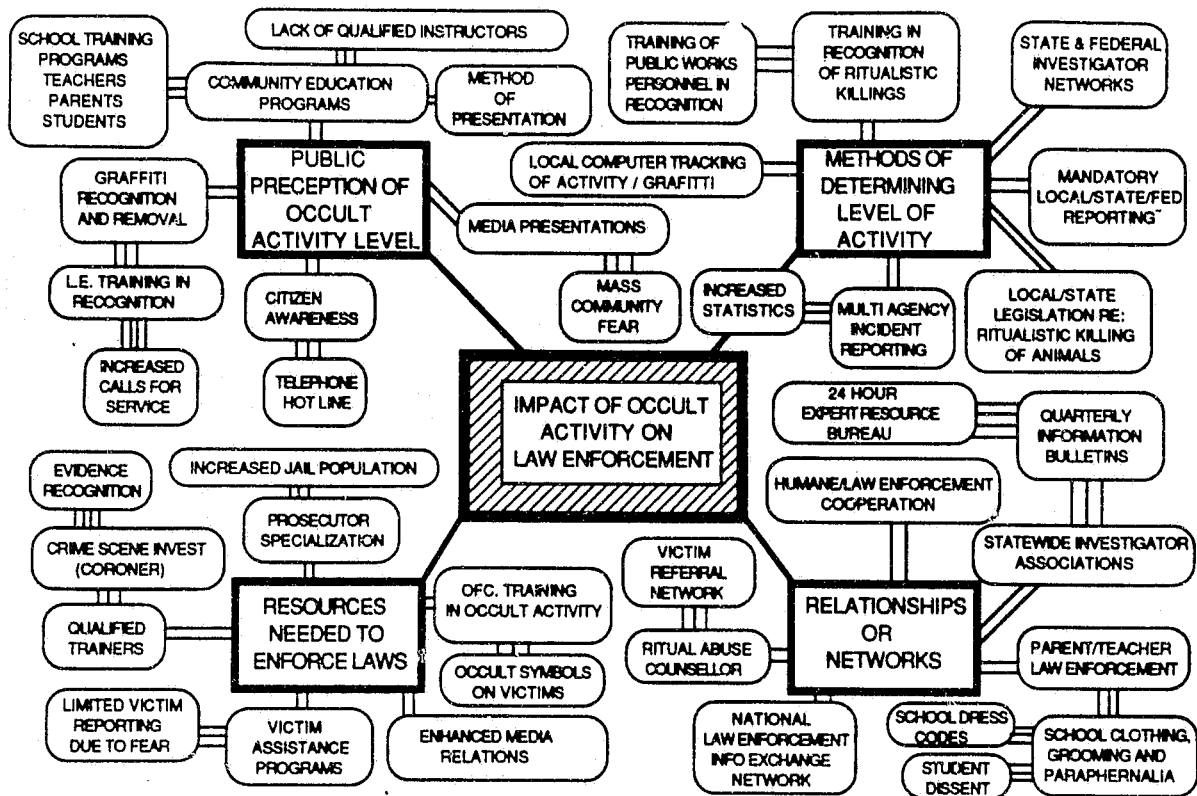 LACK OF QUALIFIED INSTRUCTORS
SCHOOL TRAINING
PROGRAMS
TEACHERS
PARENTS
STUDENTS
COMMUNITY EDUCATION
PROGRAMS
METHOD
OF
PRESENTATION
PUBLIC
PRECEPTION OF
OCCULT
ACTIVITY LEVEL
GRAFFITI
RECOGNITION
AND REMOVAL
L.E. TRAINING IN
RECOGNITION
INCREASED
CALLS FOR
SERVICE
CITIZEN
AWARENESS
TELEPHONE
HOT LINE
MEDIA PRESENTATIONS
MASS
COMMUNITY
FEAR
TRAINING OF
PUBLIC WORKS
PERSONNEL IN
RECOGNITION
TRAINING IN
RECOGNITION
OF RITUALISTIC
KILLINGS
STATE & FEDERAL
INVESTIGATOR
NETWORKS
LOCAL COMPUTER TRACKING
OF ACTIVITY / GRAFITTI
METHODS OF
DETERMINING
LEVEL OF
ACTIVITY
MANDATORY
LOCAL/STATE/FED
REPORTING
INCREASED
STATISTICS
MULTI AGENCY
INCIDENT
REPORTING
LOCAL/STATE
LEGISLATION RE:
RITUALISTIC KILLING
OF ANIMALS
IMPACT OF OCCULT
ACTIVITY ON
LAW ENFORCEMENT
24 HOUR
EXPERT RESOURCE
BUREAU
QUARTERLY
INFORMATION
BULLETINS
HUMANE/LAW ENFORCEMENT
COOPERATION
STATEWIDE INVESTIGATOR
ASSOCIATIONS
EVIDENCE
RECOGNITION
INCREASED JAIL POPULATION
CRIME SCENE INVEST
(CORONER)
PROSECUTOR
SPECIALIZATION
QUALIFIED
TRAINERS
RESOURCES
NEEDED TO
ENFORCE LAWS
OFC. TRAINING
IN OCCULT ACTIVITY
OCCULT SYMBOLS
ON VICTIMS
LIMITED VICTIM
REPORTING
DUE TO FEAR
VICTIM
ASSISTANCE
PROGRAMS
ENHANCED MEDIA
RELATIONS
VICTIM
REFERRAL
NETWORK
RITUAL ABUSE
COUNSELLOR
RELATIONSHIPS
OR
NETWORKS
PARENT/TEACHER
LAW ENFORCEMENT
NATIONAL
LAW ENFORCEMENT
INFO EXCHANGE
NETWORK
SCHOOL DRESS
CODES
STUDENT
DISSENT
SCHOOL CLOTHING,
GROOMING AND
PARAPHERNALIA